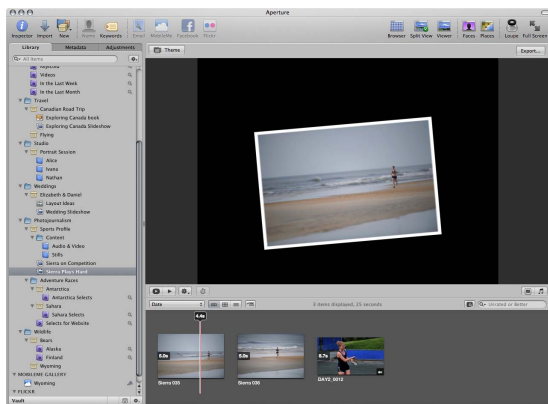 Aperture
Inspector Import New Name Keywords Email MobileMe Facebook Flickr Browser Split View Viewer Faces Places Loupe Full Screen
Library Metadata Adjustments
Theme
Export...
All Items
Rejected
Videos
In the Last Week
In the Last Month
Travel
Canadian Road Trip
Exploring Canada book
Exploring Canada Slideshow
Flying
Studio
Portrait Session
Alice
Ivana
Nathan
Weddings
Elizabeth & Daniel
Layout Ideas
Wedding Slideshow
Photojournalism
Sports Profile
Content
Audio & Video
Stills
Sierra on Competition
Sierra Plays Hard
Adventure Races
Antarctica
Antarctica Selects
Sahara
Sahara Selects
Selects for Website
Wildlife
Bears
Alaska
Finland
Wyoming
MOBILEME GALLERY
Wyoming
FLICKR
Vault
Date
3 items displayed, 25 seconds
Unrated or Better
4.4s
5.0s
5.0s
8.7s
Sierra 035
Sierra 036
DAY2_0012